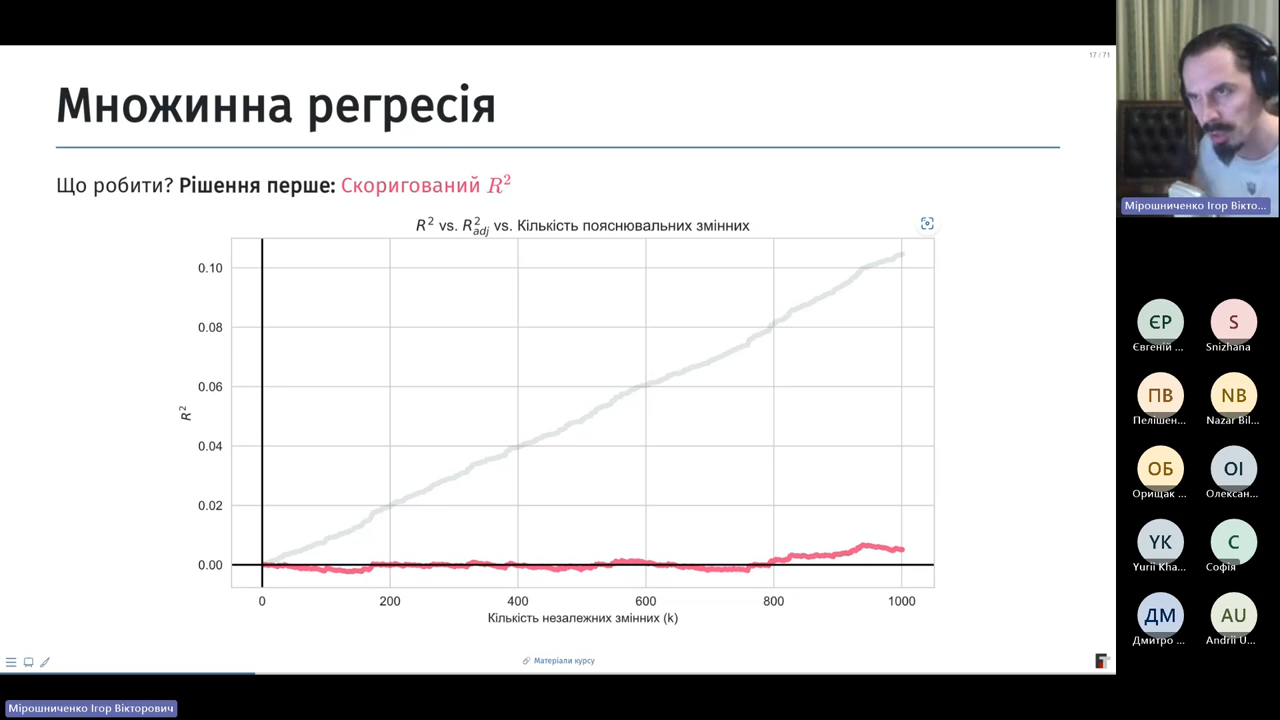 17 / 71
Множинна регресія
Що робити? Рішення перше: Скоригований R²
R² vs. R²adj vs. Кількість пояснювальних змінних
R²
0.10
0.08
0.06
0.04
0.02
0.00
0 200 400 600 800 1000
Кількість незалежних змінних (k)
Матеріали курсу
Мірошниченко Ігор Вікторович
Мірошниченко Ігор Вікто...
ЄР S
Євгеній ... Snizhana
ПВ NB
Пелішен... Nazar Bil...
ОБ ОІ
Орищак ... Олексан...
YK С
Yurii Kha... Софія
ДМ AU
Дмитро ... Andrii U...